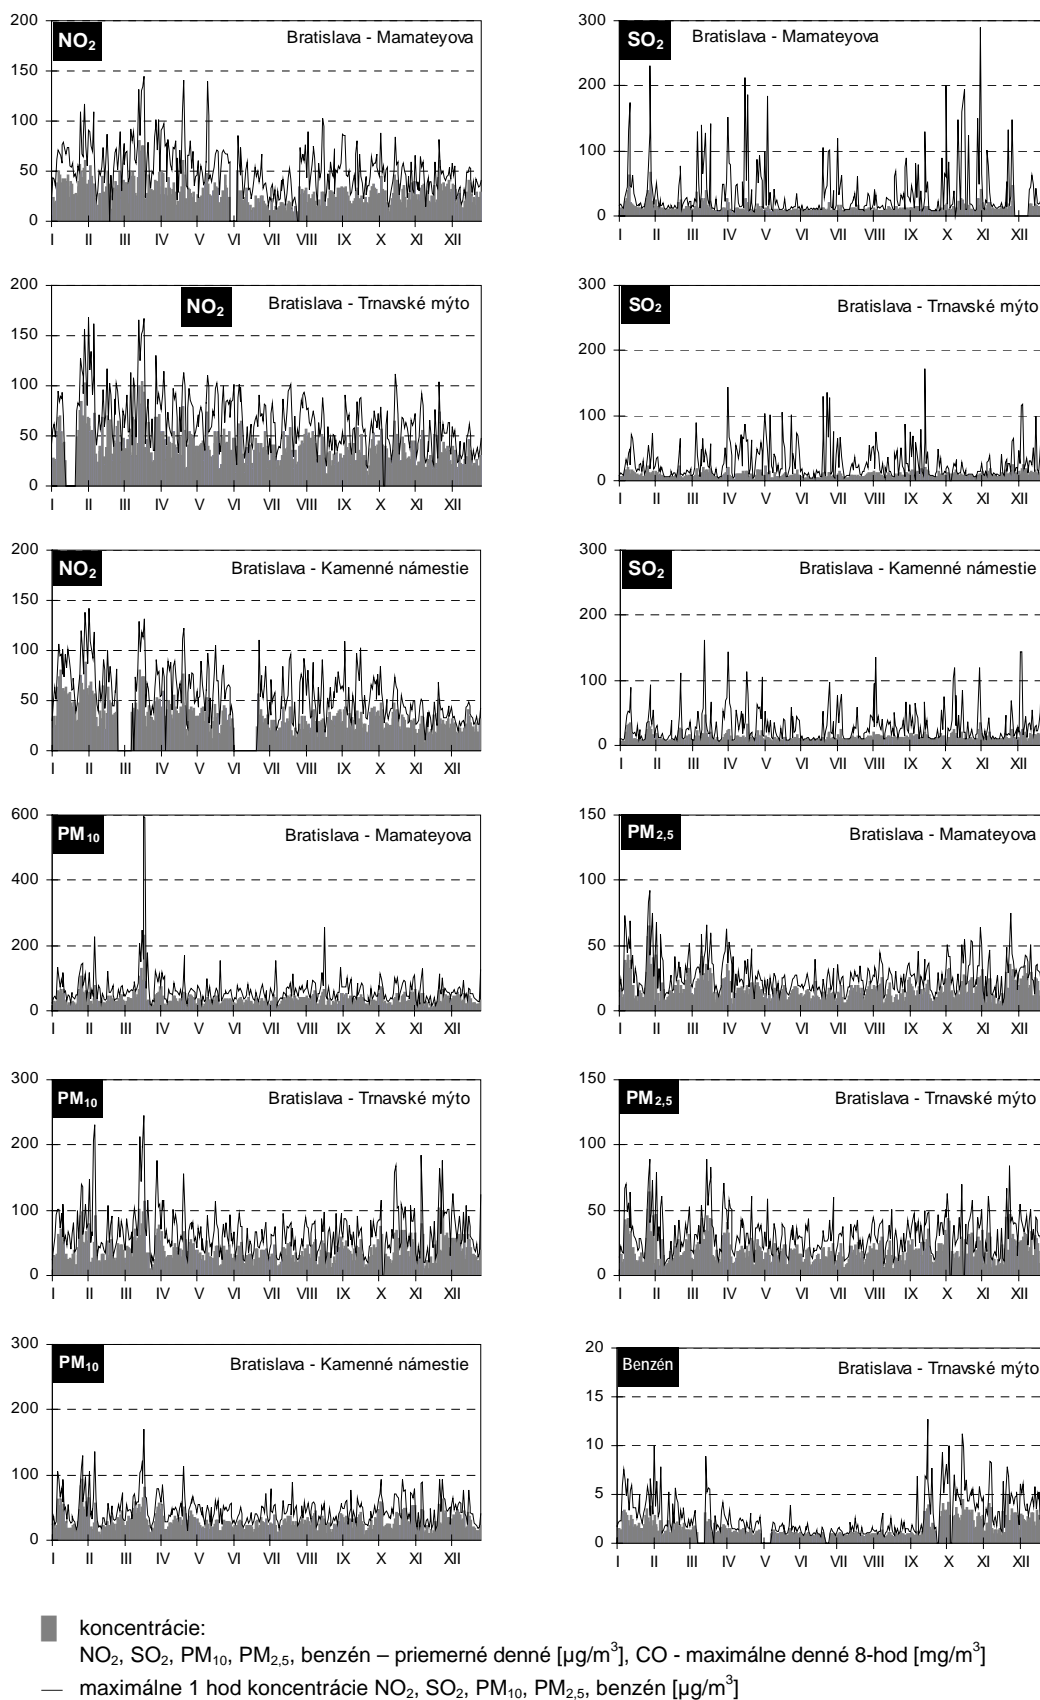 NO₂ Bratislava - Mamateyova
200
150
100
50
0
I II III IV V VI VII VIII IX X XI XII
SO₂ Bratislava - Mamateyova
300
200
100
0
I II III IV V VI VII VIII IX X XI XII
NO₂ Bratislava - Trnavské mýto
200
150
100
50
0
I II III IV V VI VII VIII IX X XI XII
SO₂ Bratislava - Trnavské mýto
300
200
100
0
I II III IV V VI VII VIII IX X XI XII
NO₂ Bratislava - Kamenné námestie
200
150
100
50
0
I II III IV V VI VII VIII IX X XI XII
SO₂ Bratislava - Kamenné námestie
300
200
100
0
I II III IV V VI VII VIII IX X XI XII
PM₁₀ Bratislava - Mamateyova
600
400
200
0
I II III IV V VI VII VIII IX X XI XII
PM₂,₅ Bratislava - Mamateyova
150
100
50
0
I II III IV V VI VII VIII IX X XI XII
PM₁₀ Bratislava - Trnavské mýto
300
200
100
0
I II III IV V VI VII VIII IX X XI XII
PM₂,₅ Bratislava - Trnavské mýto
150
100
50
0
I II III IV V VI VII VIII IX X XI XII
PM₁₀ Bratislava - Kamenné námestie
300
200
100
0
I II III IV V VI VII VIII IX X XI XII
Benzén Bratislava - Trnavské mýto
20
15
10
5
0
I II III IV V VI VII VIII IX X XI XII
koncentrácie:
NO₂, SO₂, PM₁₀, PM₂,₅, benzén – priemerné denné [µg/m³], CO - maximálne denné 8-hod [mg/m³]
maximálne 1 hod koncentrácie NO₂, SO₂, PM₁₀, PM₂,₅, benzén [µg/m³]